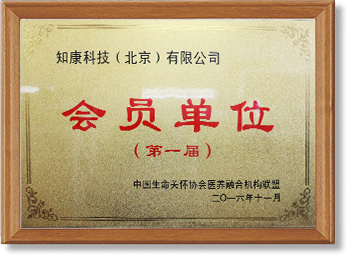 知康科技（北京）有限公司
会员单位
（第一届）
中国生命关怀协会医养融合机构联盟
二〇一六年十一月